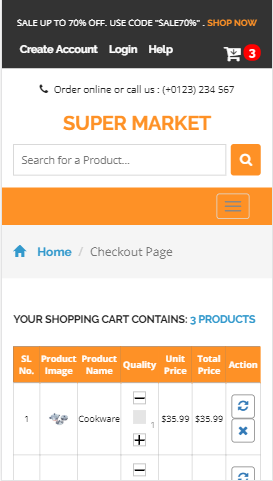 SALE UP TO 70% OFF. USE CODE "SALE70%" . SHOP NOW
Create Account Login Help
3
Order online or call us : (+0123) 234 567
SUPER MARKET
Search for a Product...
Home / Checkout Page
YOUR SHOPPING CART CONTAINS: 3 PRODUCTS
SL No. Product Image Product Name Quality Unit Price Total Price Action
1 Cookware 1 $35.99 $35.99